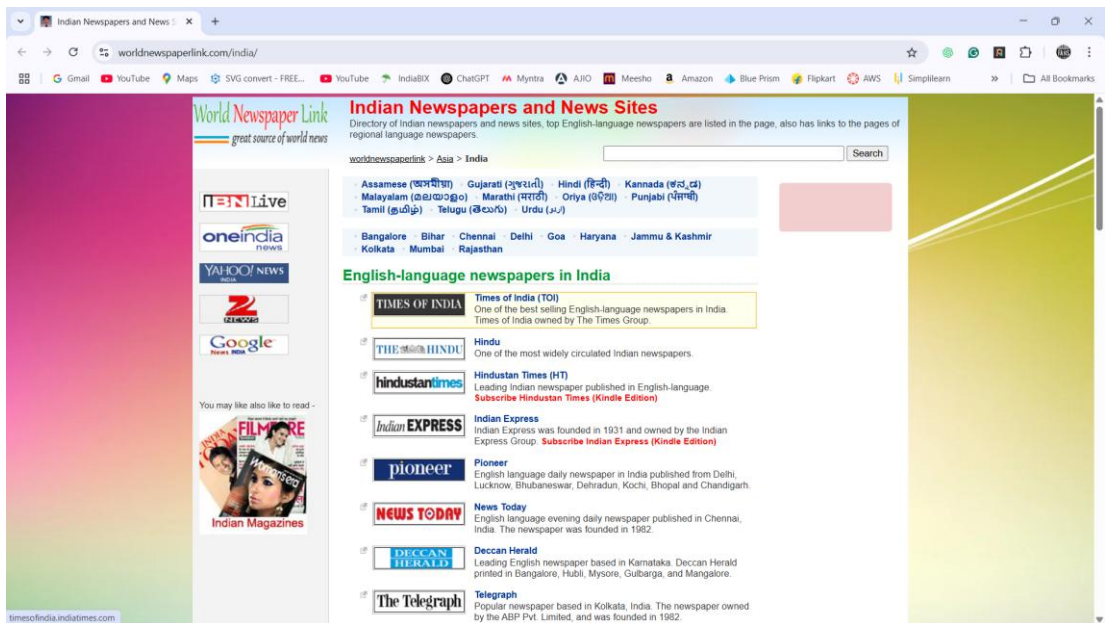 Indian Newspapers and News S
worldnewspaperlink.com/india/
Gmail YouTube Maps SVG convert - FREE... YouTube IndiaBIX ChatGPT Myntra AJIO Meesho Amazon Blue Prism Flipkart AWS Simplilearn » All Bookmarks
World Newspaper Link
great source of world news
Indian Newspapers and News Sites
Directory of Indian newspapers and news sites, top English-language newspapers are listed in the page, also has links to the pages of
regional language newspapers.
worldnewspaperlink > Asia > India
Search
Assamese (অসমীয়া) Gujarati (ગુજરાતી) Hindi (हिन्दी) Kannada (ಕನ್ನಡ)
Malayalam (മലയാളം) Marathi (मराठी) Oriya (ଓଡ଼ିଆ) Punjabi (ਪੰਜਾਬੀ)
Tamil (தமிழ்) Telugu (తెలుగు) Urdu (اردو)
Bangalore Bihar Chennai Delhi Goa Haryana Jammu & Kashmir
Kolkata Mumbai Rajasthan
IBNLive
oneindia
news
YAHOO! NEWS
INDIA
Z
NEWS
Google
News INDIA
You may like also like to read -
FILMFARE
INDIA TODAY
Woman's era
Indian Magazines
English-language newspapers in India
TIMES OF INDIA
Times of India (TOI)
One of the best selling English-language newspapers in India.
Times of India owned by The Times Group.
THE HINDU
Hindu
One of the most widely circulated Indian newspapers.
hindustantimes
Hindustan Times (HT)
Leading Indian newspaper published in English-language.
Subscribe Hindustan Times (Kindle Edition)
Indian EXPRESS
Indian Express
Indian Express was founded in 1931 and owned by the Indian
Express Group. Subscribe Indian Express (Kindle Edition)
pioneer
Pioneer
English language daily newspaper in India published from Delhi,
Lucknow, Bhubaneswar, Dehradun, Kochi, Bhopal and Chandigarh.
NEWS TODAY
News Today
English language evening daily newspaper published in Chennai,
India. The newspaper was founded in 1982.
DECCAN
HERALD
Deccan Herald
Leading English newspaper based in Karnataka. Deccan Herald
printed in Bangalore, Hubli, Mysore, Gulbarga, and Mangalore.
The Telegraph
Telegraph
Popular newspaper based in Kolkata, India. The newspaper owned
by the ABP Pvt. Limited, and was founded in 1982.
timesofindia.indiatimes.com